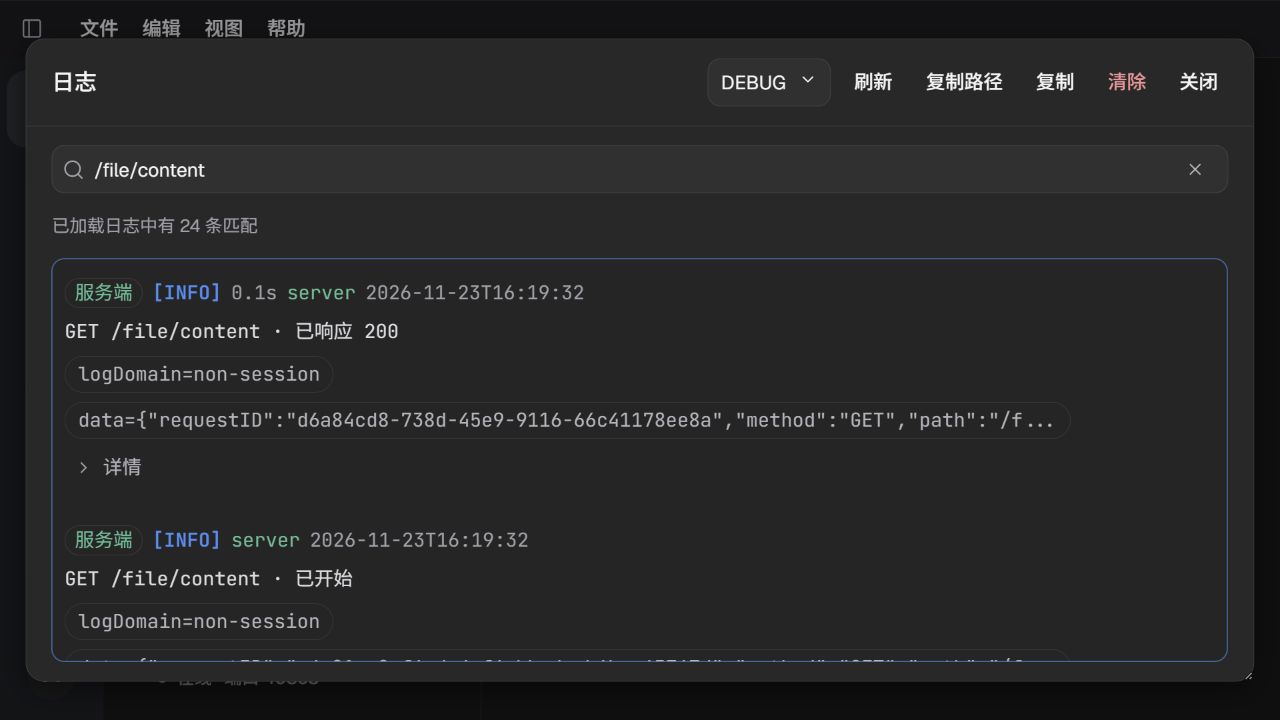 文件 编辑 视图 帮助
日志
DEBUG 刷新 复制路径 复制 清除 关闭
/file/content
已加载日志中有 24 条匹配
服务端 [INFO] 0.1s server 2026-11-23T16:19:32
GET /file/content · 已响应 200
logDomain=non-session
data={"requestID":"d6a84cd8-738d-45e9-9116-66c41178ee8a","method":"GET","path":"/f...
详情
服务端 [INFO] server 2026-11-23T16:19:32
GET /file/content · 已开始
logDomain=non-session